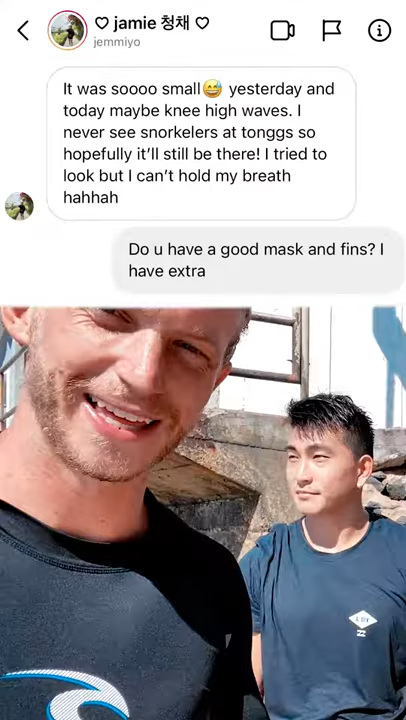 ♡ jamie 청채 ♡
jemmiyo
It was soooo small😅 yesterday and
today maybe knee high waves. I
never see snorkelers at tonggs so
hopefully it'll still be there! I tried to
look but I can't hold my breath
hahhah
Do u have a good mask and fins? I
have extra